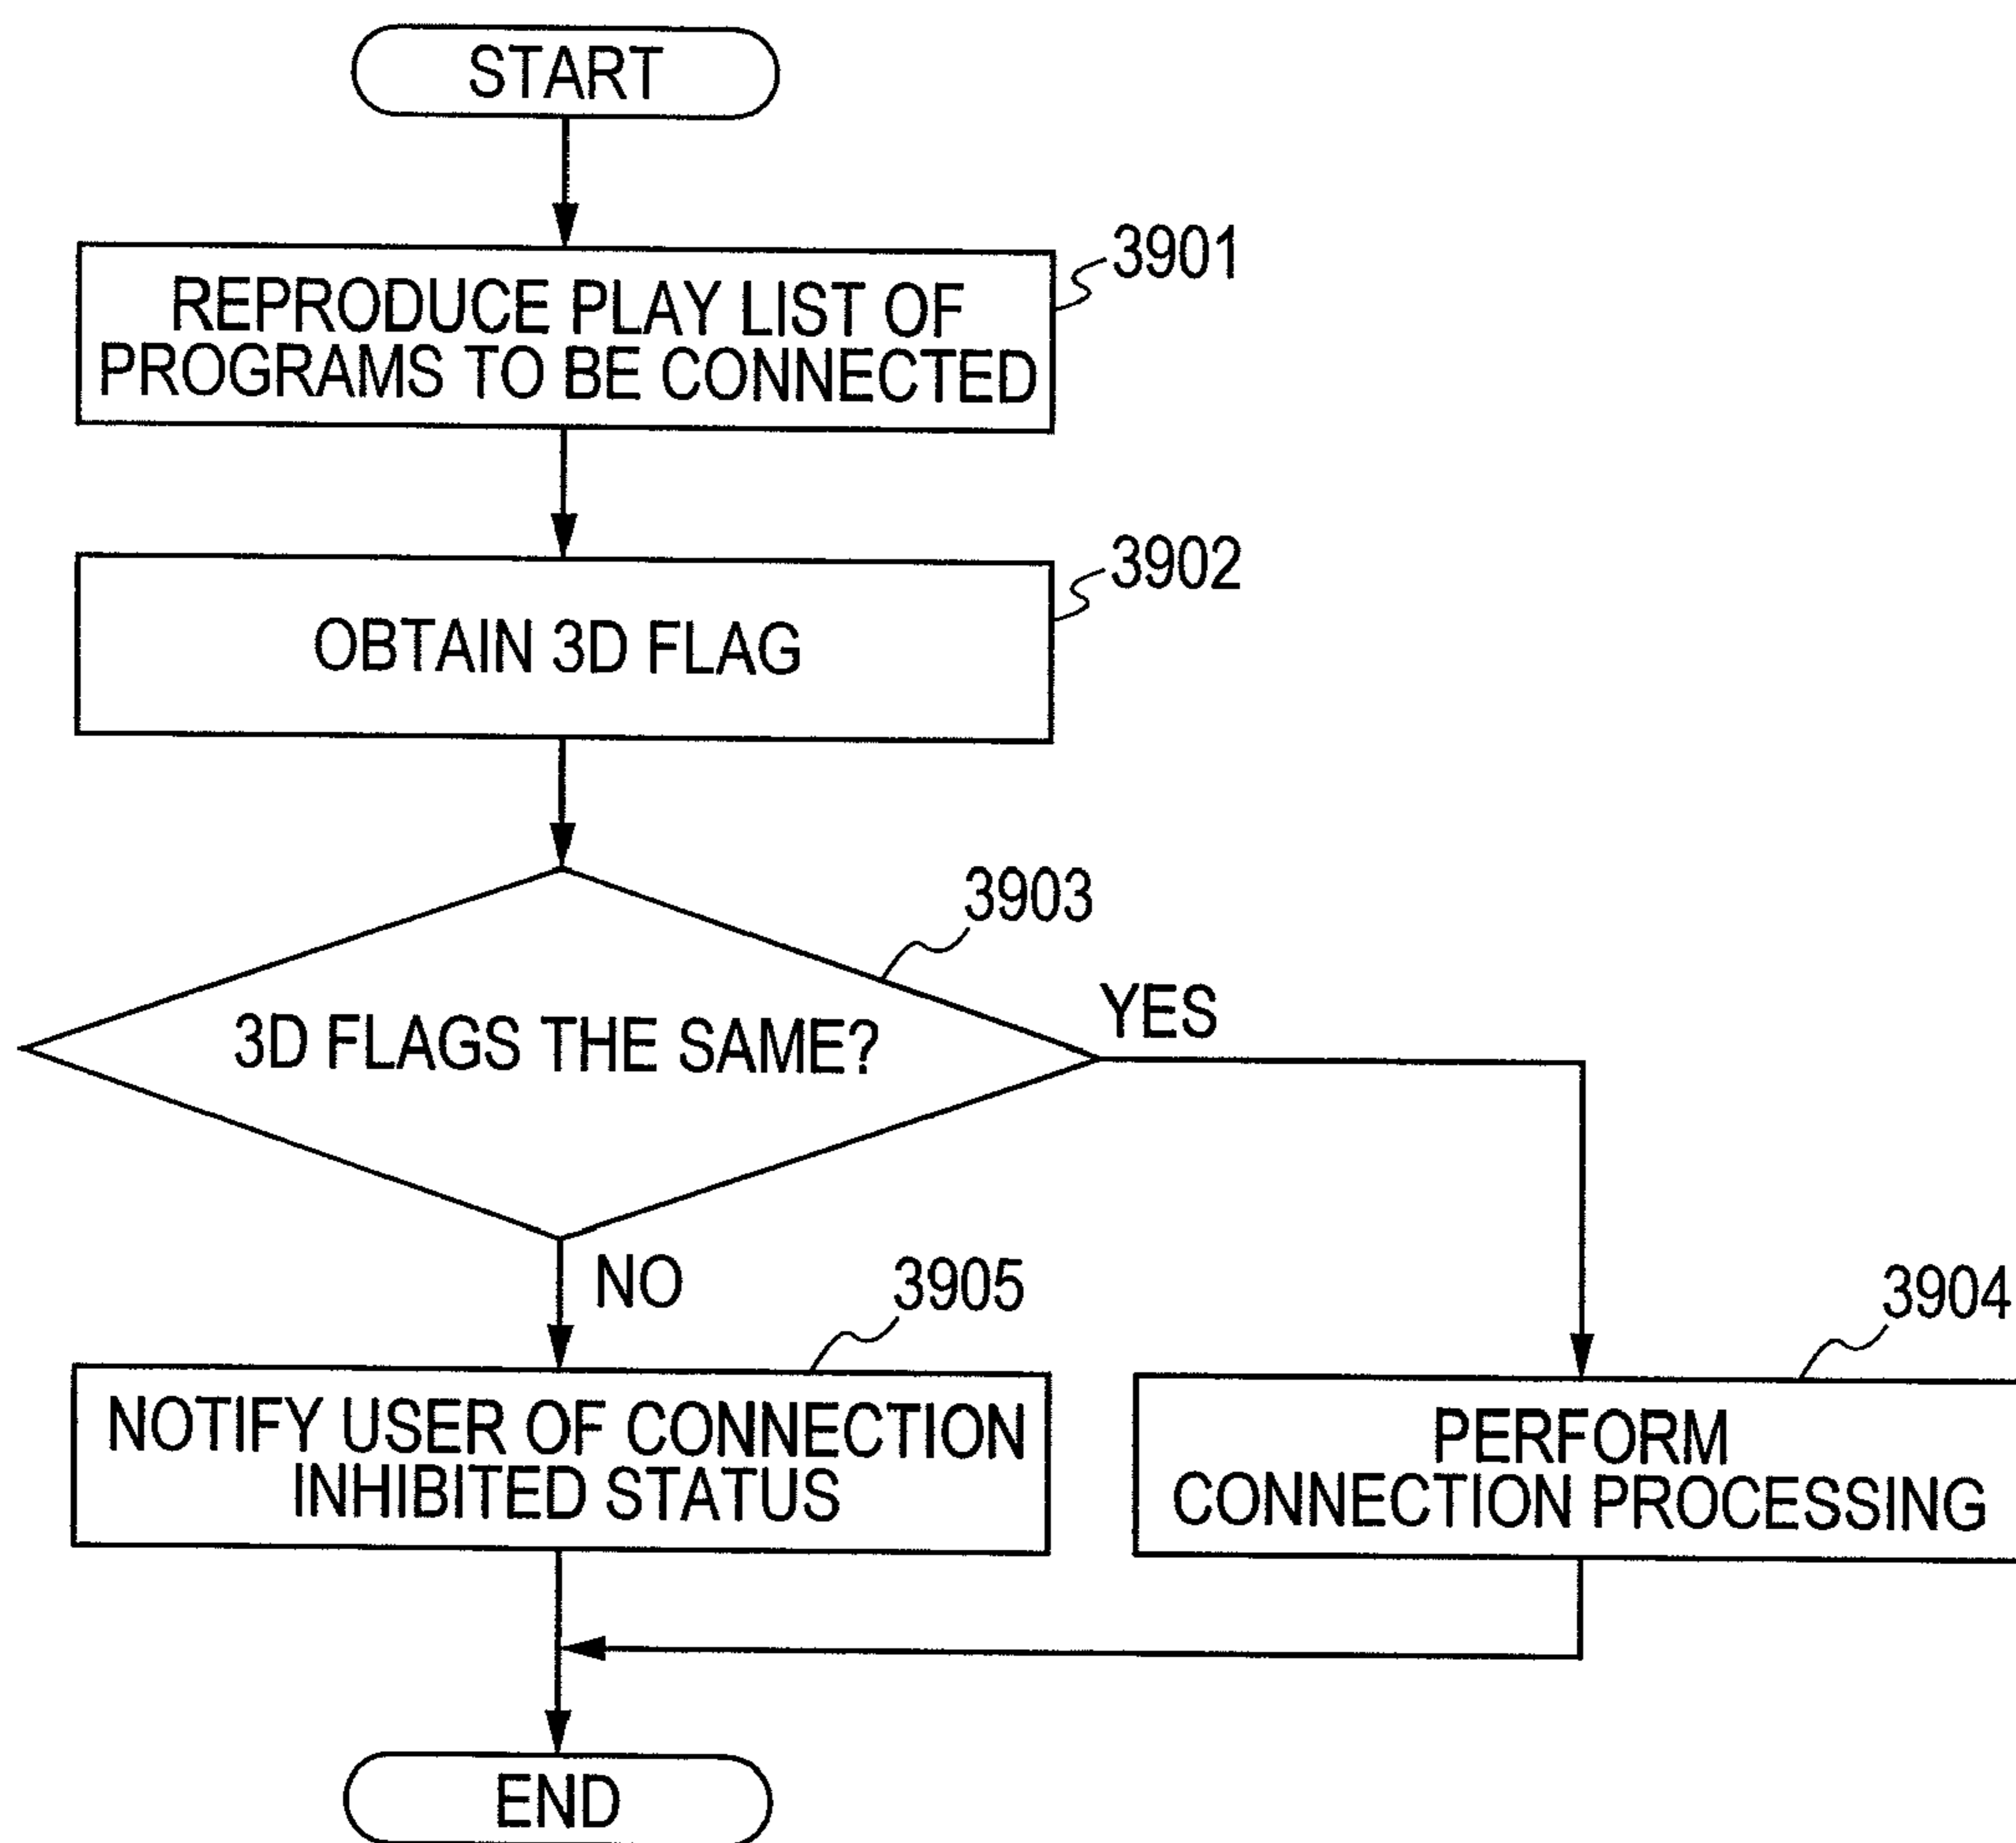 START
3901
REPRODUCE PLAY LIST OF
PROGRAMS TO BE CONNECTED
3902
OBTAIN 3D FLAG
3903
3D FLAGS THE SAME?
YES
NO
3905
NOTIFY USER OF CONNECTION
INHIBITED STATUS
3904
PERFORM
CONNECTION PROCESSING
END